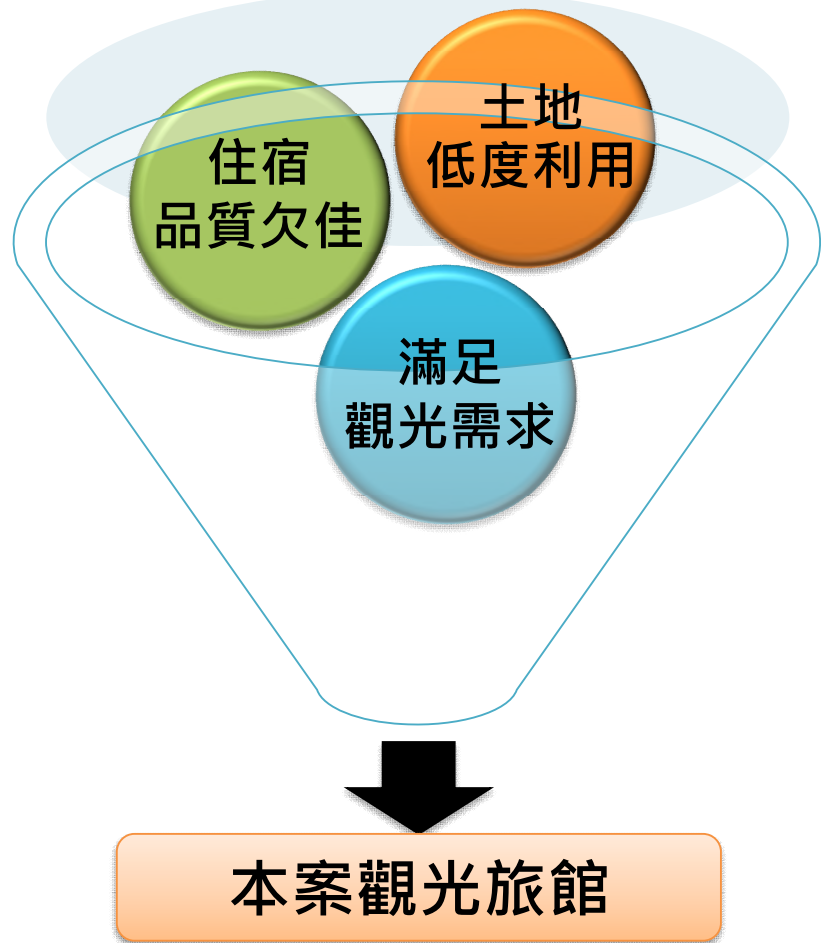 土地
低度利用
住宿
品質欠佳
滿足
觀光需求
本案觀光旅館